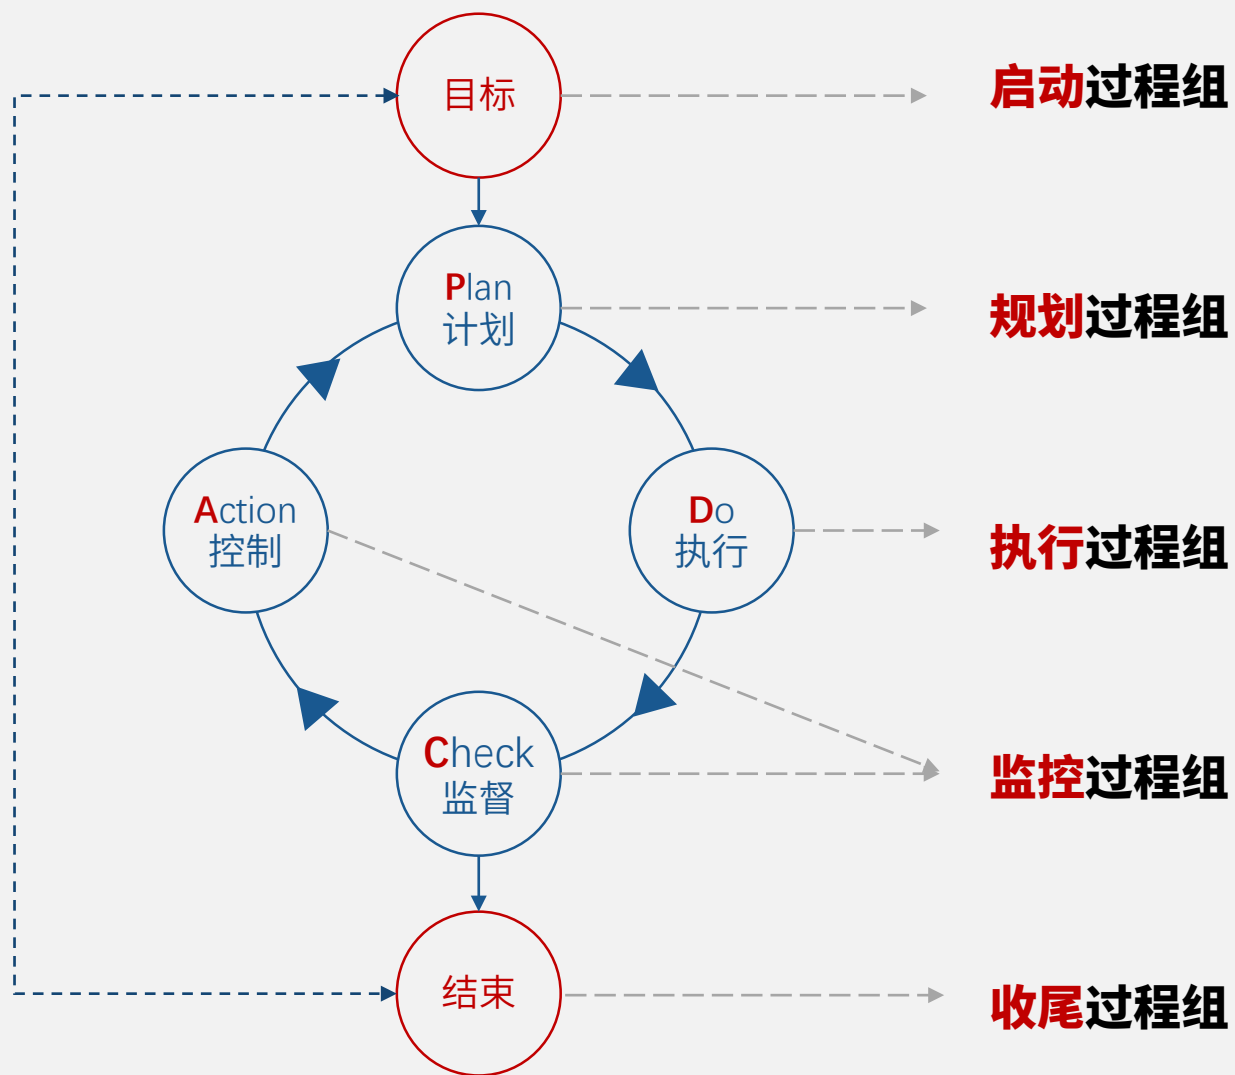 目标
启动过程组
Plan
计划
规划过程组
Action
控制
Do
执行
执行过程组
Check
监督
监控过程组
结束
收尾过程组